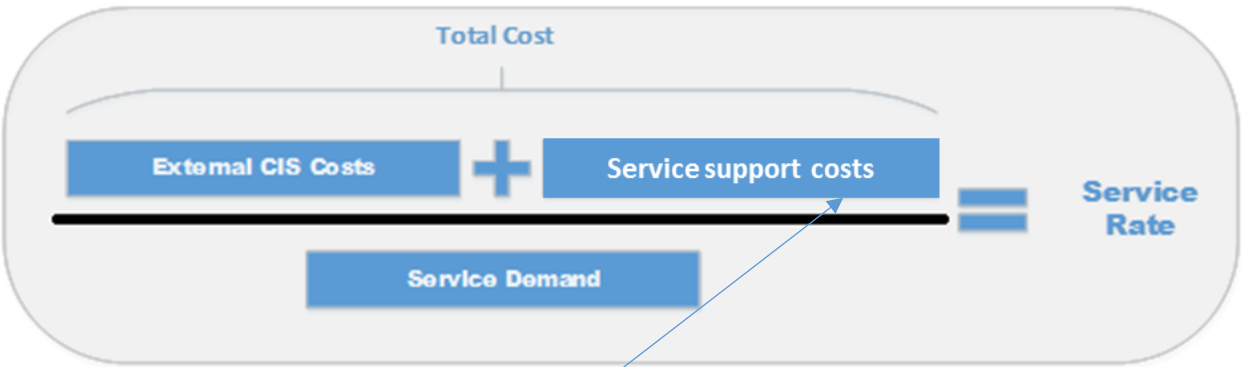 Total Cost
External CIS Costs
Service support costs
Service
Rate
Service Demand